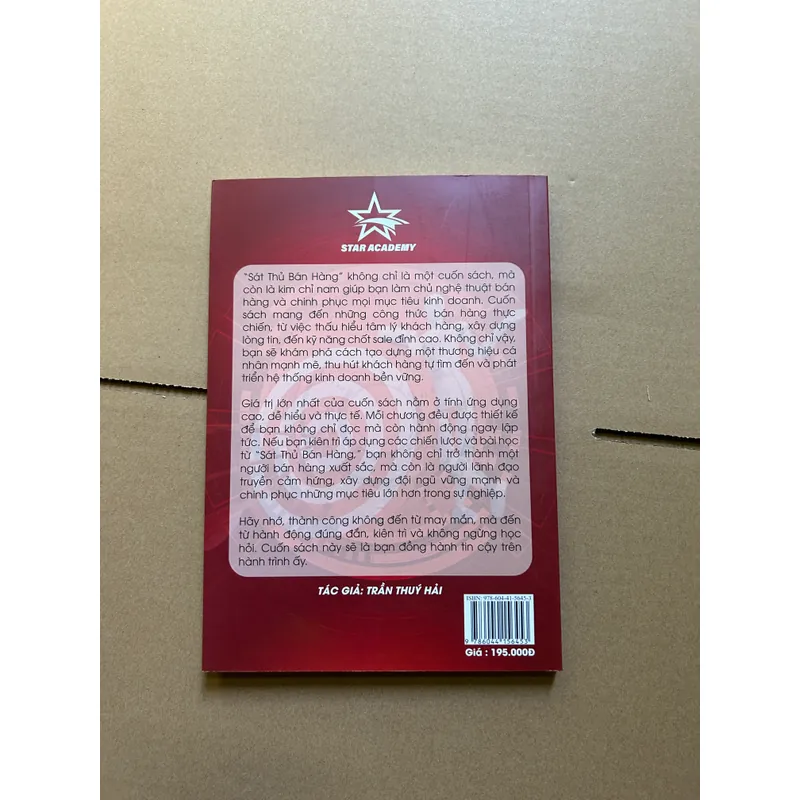 STAR ACADEMY
“Sát Thủ Bán Hàng” không chỉ là một cuốn sách, mà
còn là kim chỉ nam giúp bạn làm chủ nghệ thuật bán
hàng và chinh phục mọi mục tiêu kinh doanh. Cuốn
sách mang đến những công thức bán hàng thực
chiến, từ việc thấu hiểu tâm lý khách hàng, xây dựng
lòng tin, đến kỹ năng chốt sale đỉnh cao. Không chỉ vậy,
bạn sẽ khám phá cách tạo dựng một thương hiệu cá
nhân mạnh mẽ, thu hút khách hàng tự tìm đến và phát
triển hệ thống kinh doanh bền vững.
Giá trị lớn nhất của cuốn sách nằm ở tính ứng dụng
cao, dễ hiểu và thực tế. Mỗi chương đều được thiết kế
để bạn không chỉ đọc mà còn hành động ngay lập
tức. Nếu bạn kiên trì áp dụng các chiến lược và bài học
từ “Sát Thủ Bán Hàng,” bạn không chỉ trở thành một
người bán hàng xuất sắc, mà còn là người lãnh đạo
truyền cảm hứng, xây dựng đội ngũ vững mạnh và
chinh phục những mục tiêu lớn hơn trong sự nghiệp.
Hãy nhớ, thành công không đến từ may mắn, mà đến
từ hành động đúng đắn, kiên trì và không ngừng học
hỏi. Cuốn sách này sẽ là bạn đồng hành tin cậy trên
hành trình ấy.
TÁC GIẢ: TRẦN THUÝ HẢI
ISBN: 978-604-41-5645-3
9 786044 156453
Giá : 195.000Đ